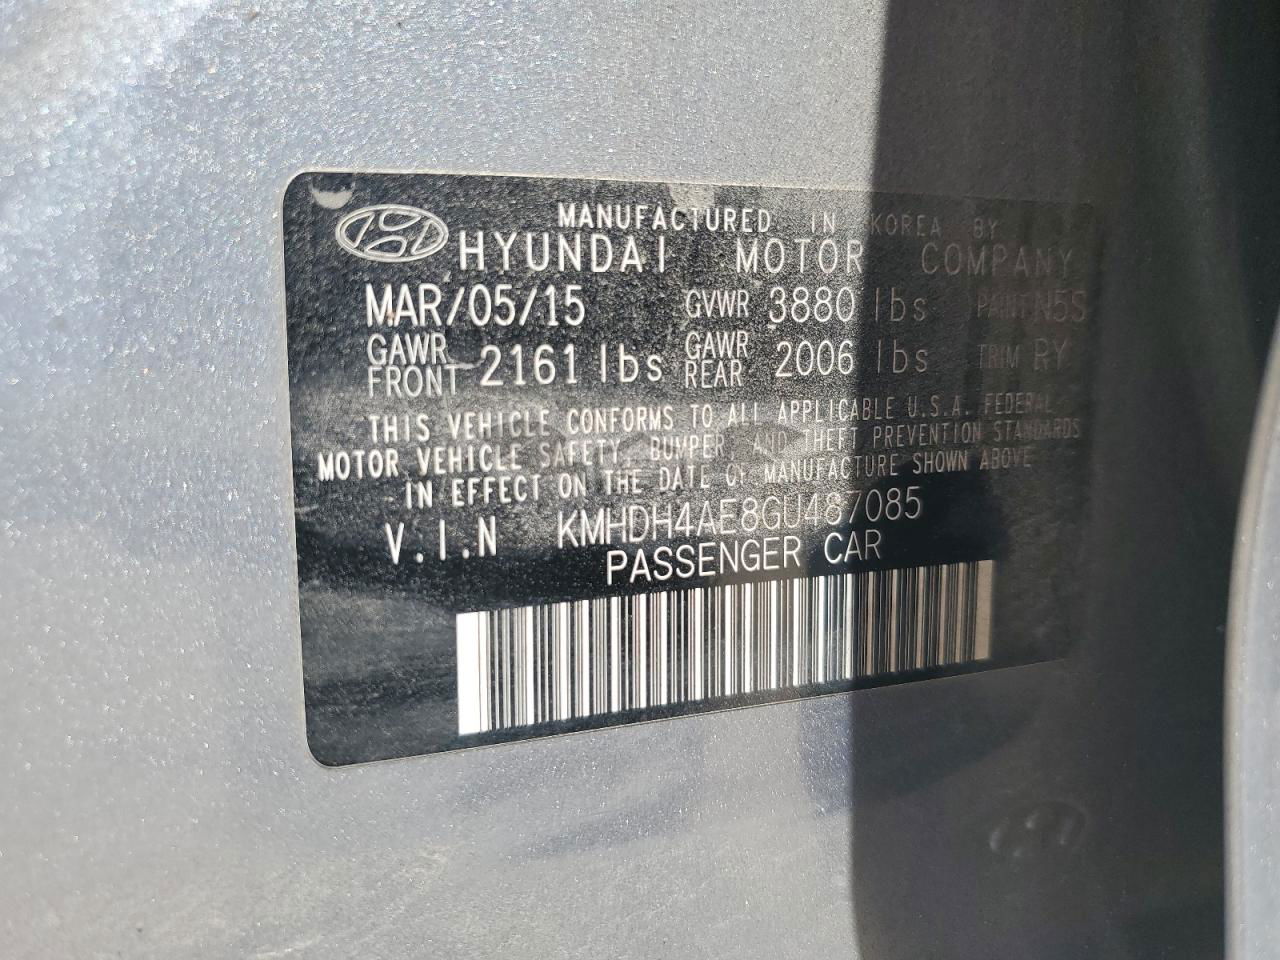 MANUFACTURED IN KOREA BY
HYUNDAI MOTOR COMPANY
MAR/05/15 GVWR 3880 lbs PAINT N5S
GAWR FRONT 2161 lbs GAWR REAR 2006 lbs TRIM RY
THIS VEHICLE CONFORMS TO ALL APPLICABLE U.S.A. FEDERAL
MOTOR VEHICLE SAFETY, BUMPER, AND THEFT PREVENTION STANDARDS
IN EFFECT ON THE DATE OF MANUFACTURE SHOWN ABOVE
V.I.N KMHDH4AE8GU487085
PASSENGER CAR